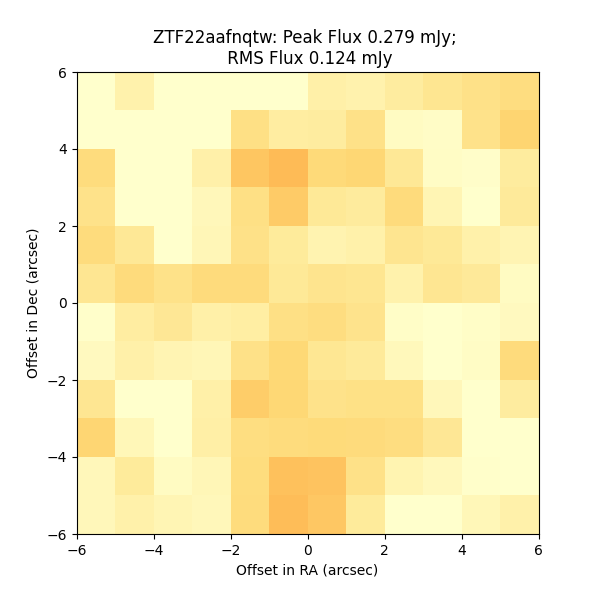 ZTF22aafnqtw: Peak Flux 0.279 mJy;
RMS Flux 0.124 mJy
6
4
2
0
−2
−4
−6
Offset in Dec (arcsec)
−6 −4 −2 0 2 4 6
Offset in RA (arcsec)